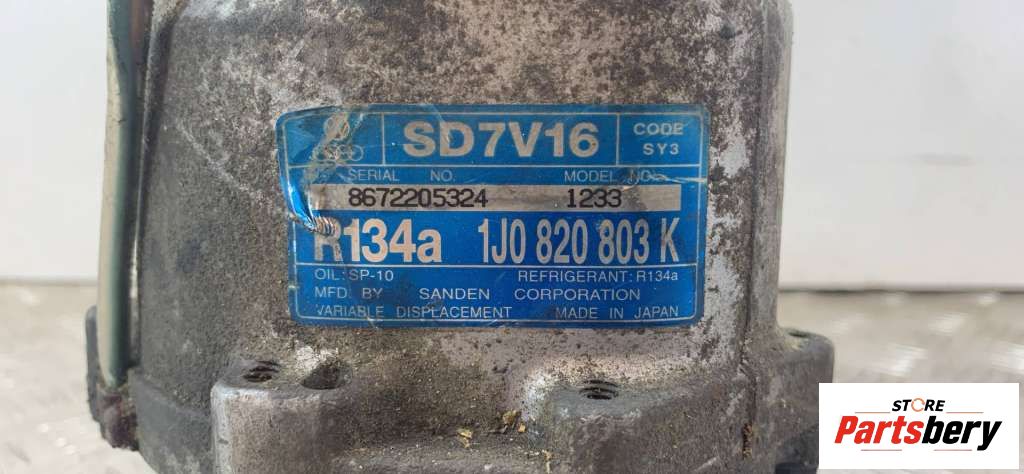 SD7V16
CODE
SY3
SERIAL NO. MODEL NO.
8672205324 1233
R134a 1J0 820 803 K
OIL: SP-10 REFRIGERANT: R134a
MFD. BY SANDEN CORPORATION
VARIABLE DISPLACEMENT MADE IN JAPAN
STORE
Partsbery